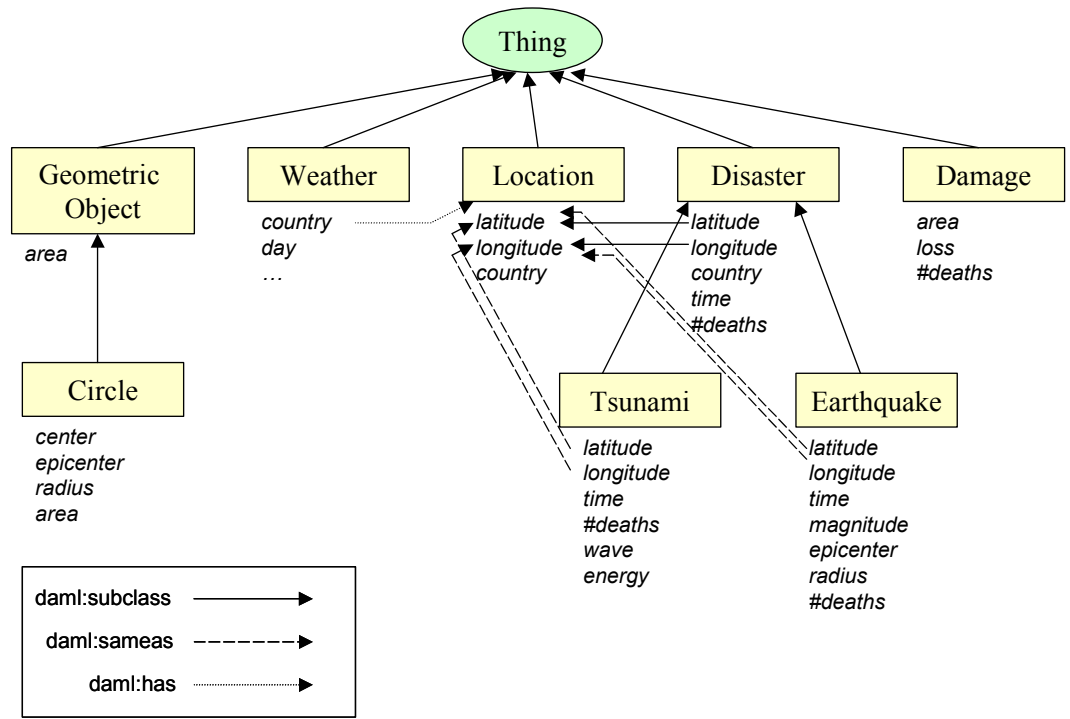 Thing
Geometric
Object
area
Weather
country
day
…
Location
latitude
longitude
country
Disaster
latitude
longitude
country
time
#deaths
Damage
area
loss
#deaths
Circle
center
epicenter
radius
area
Tsunami
latitude
longitude
time
#deaths
wave
energy
Earthquake
latitude
longitude
time
magnitude
epicenter
radius
#deaths
daml:subclass
daml:sameas
daml:has